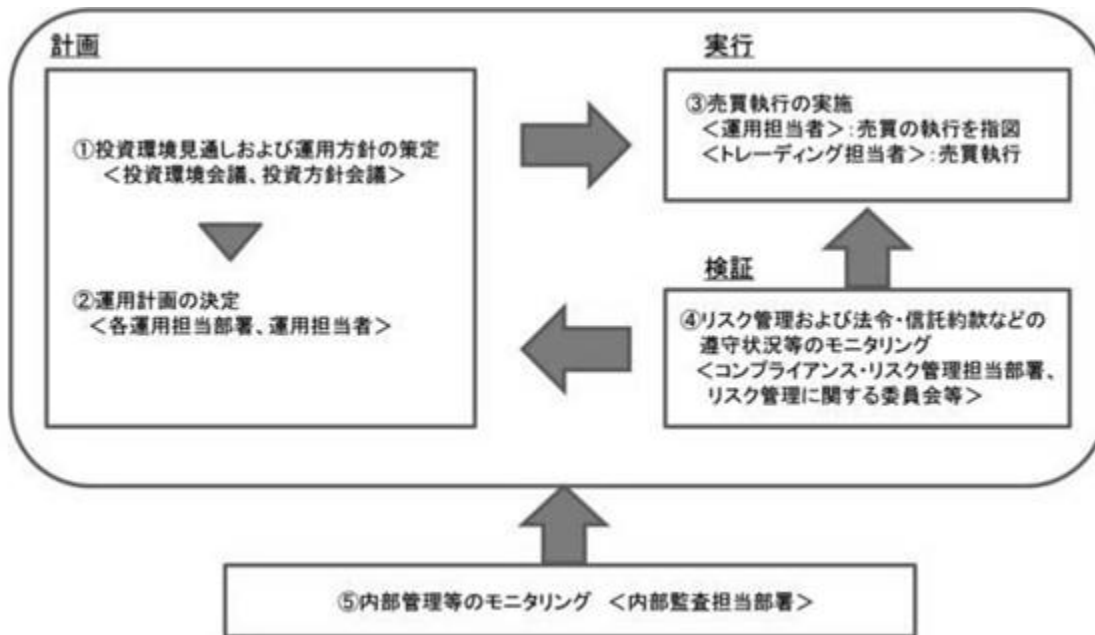 計画
①投資環境見通しおよび運用方針の策定
＜投資環境会議、投資方針会議＞
②運用計画の決定
＜各運用担当部署、運用担当者＞
実行
③売買執行の実施
＜運用担当者＞：売買の執行を指図
＜トレーディング担当者＞：売買執行
検証
④リスク管理および法令・信託約款などの
遵守状況等のモニタリング
＜コンプライアンス・リスク管理担当部署、
リスク管理に関する委員会等＞
⑤内部管理等のモニタリング ＜内部監査担当部署＞